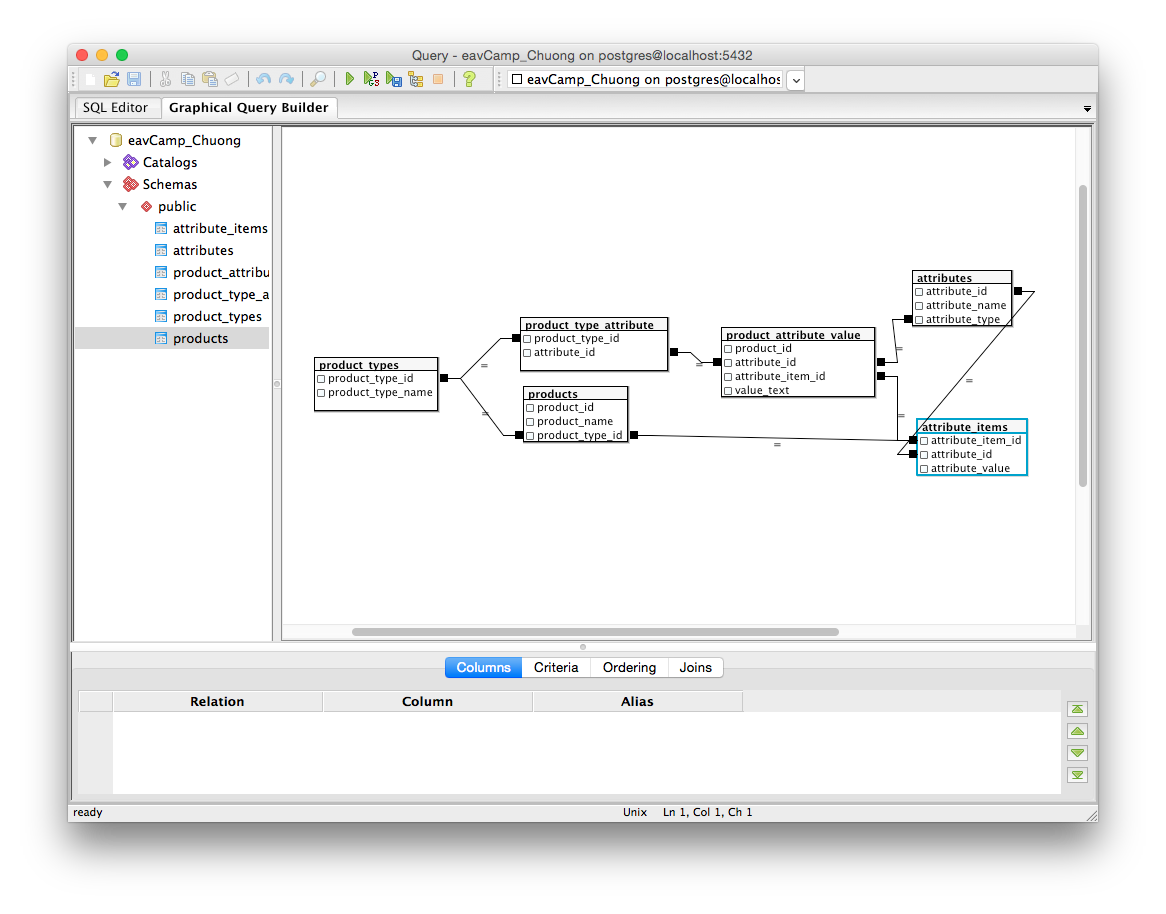 Query - eavCamp_Chuong on postgres@localhost:5432
eavCamp_Chuong on postgres@localhos
SQL Editor
Graphical Query Builder
eavCamp_Chuong
Catalogs
Schemas
public
attribute_items
attributes
product_attribu
product_type_a
product_types
products
product_types
product_type_id
product_type_name
product_type_attribute
product_type_id
attribute_id
products
product_id
product_name
product_type_id
product_attribute_value
product_id
attribute_id
attribute_item_id
value_text
attributes
attribute_id
attribute_name
attribute_type
attribute_items
attribute_item_id
attribute_id
attribute_value
=
=
=
=
=
=
=
Columns Criteria Ordering Joins
Relation Column Alias
ready Unix Ln 1, Col 1, Ch 1